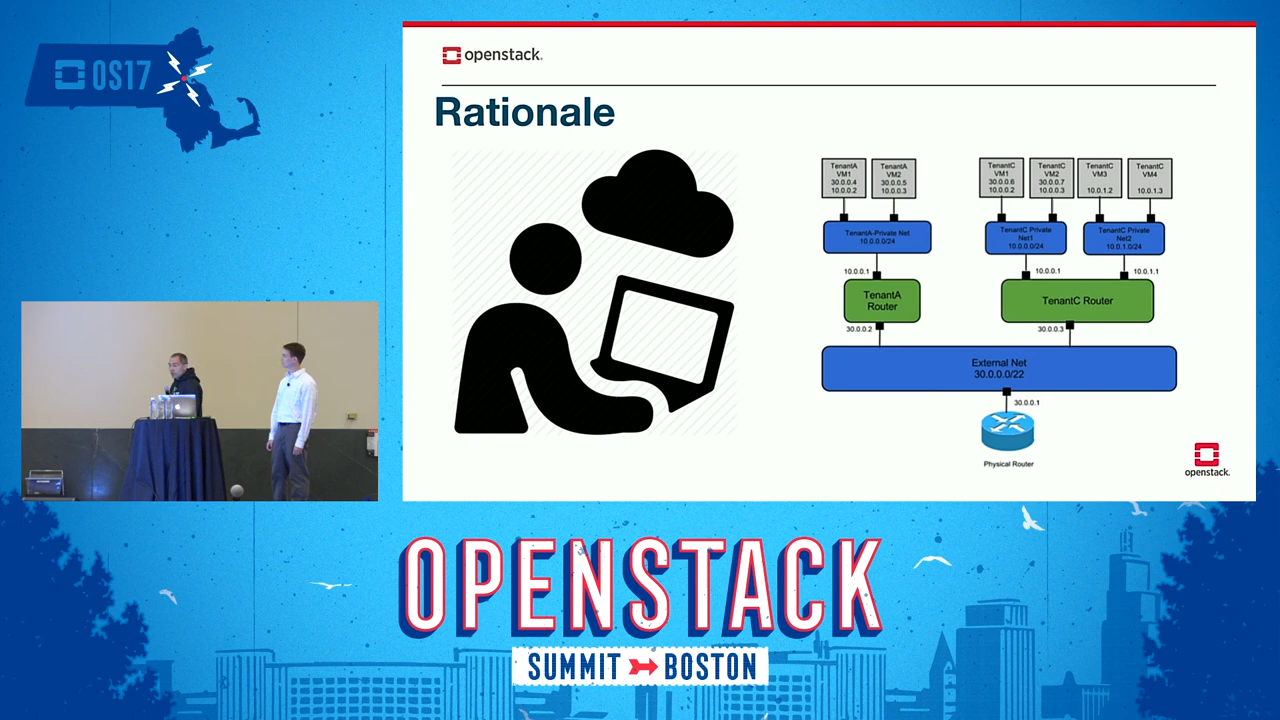 OS17
openstack.
Rationale
TenantA
VM1
30.0.0.4
10.0.0.2
TenantA
VM2
30.0.0.5
10.0.0.3
TenantC
VM1
30.0.0.6
10.0.0.2
TenantC
VM2
30.0.0.7
10.0.0.3
TenantC
VM3
10.0.1.2
TenantC
VM4
10.0.1.3
TenantA-Private Net
10.0.0.0/24
TenantC Private
Net1
10.0.0.0/24
TenantC Private
Net2
10.0.1.0/24
10.0.0.1
10.0.0.1
10.0.1.1
TenantA
Router
TenantC Router
30.0.0.2
30.0.0.3
External Net
30.0.0.0/22
30.0.0.1
Physical Router
openstack.
OPENSTACK
SUMMIT BOSTON